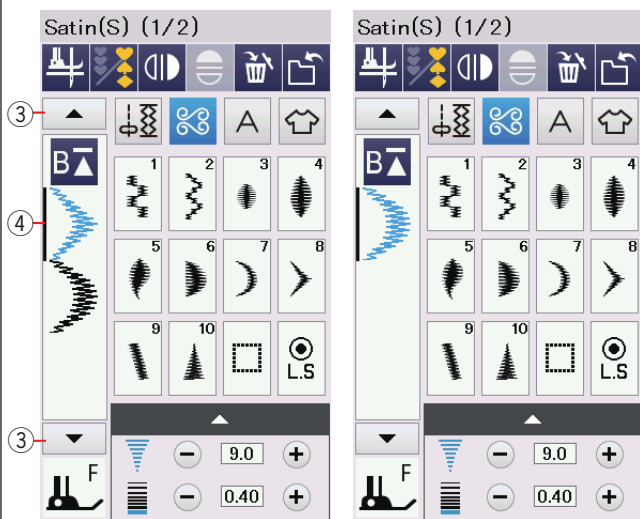 Satin(S) (1/2)
③
B
A
1 2 3 4
④
5 6 7 8
9 10
L.S
③
9.0
F
0.40
Satin(S) (1/2)
B
A
1 2 3 4
5 6 7 8
9 10
L.S
9.0
F
0.40